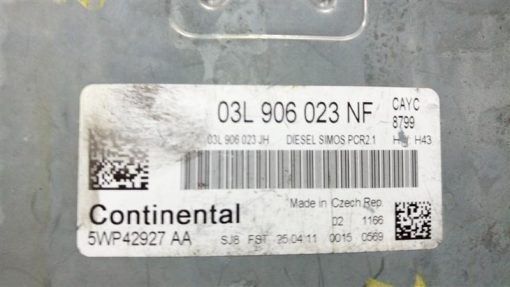 03L 906 023 NF CAYC
8799
03L 906 023 JH DIESEL SIMOS PCR2.1 H43
Made in Czech Rep.
Continental 02 1166
5WP42927 AA SJ8 FST 25.04.11 0015 0569